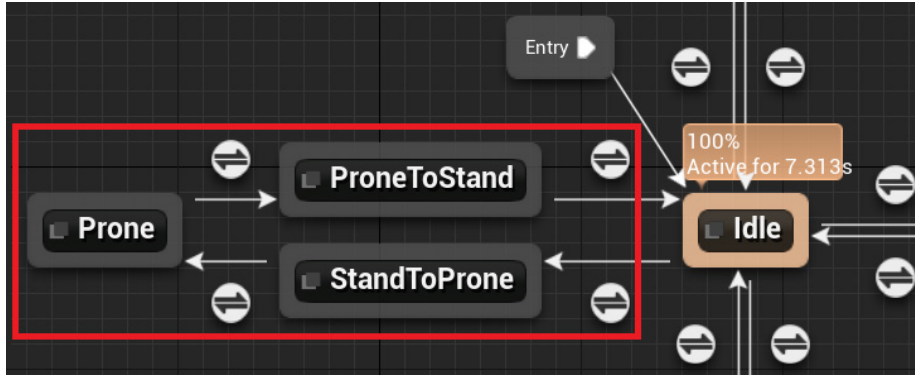 Entry
100%
Active for 7.313s
ProneToStand
Prone
Idle
StandToProne